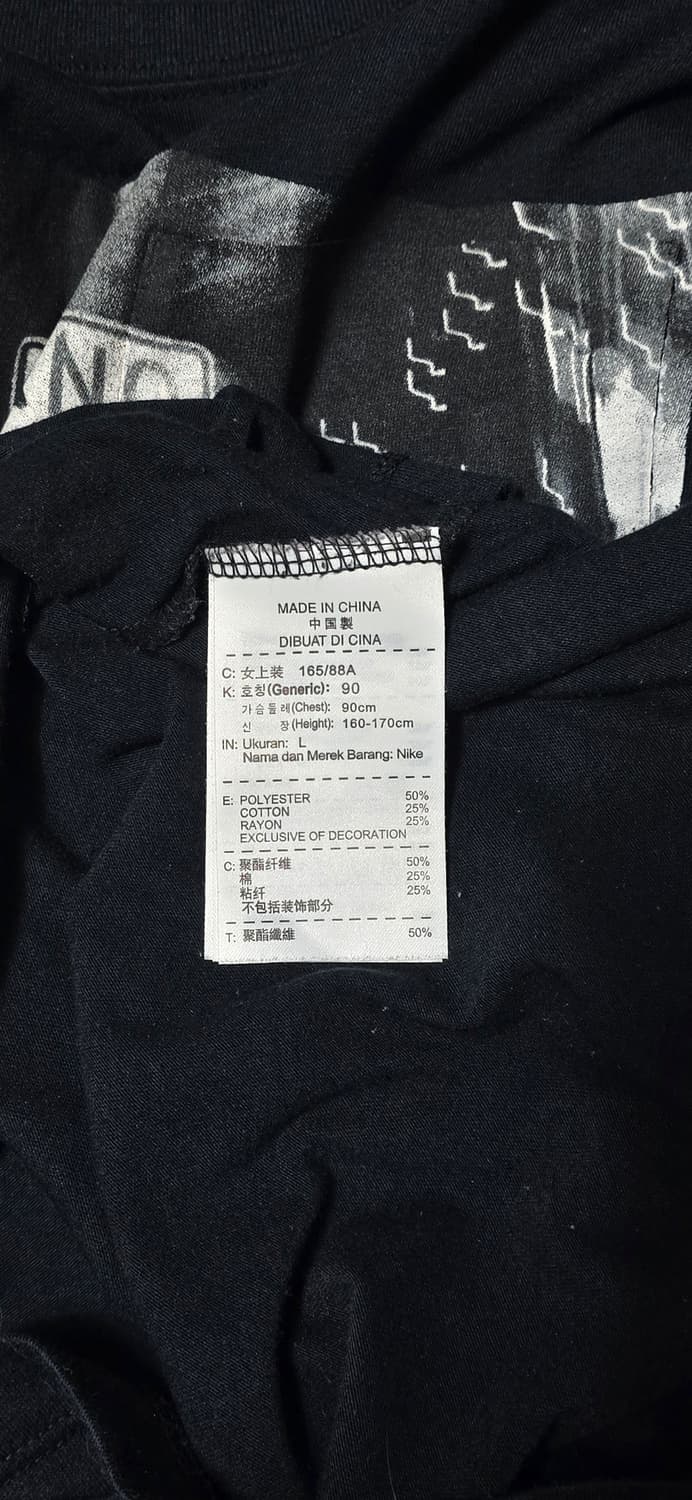 NO
MADE IN CHINA
中国製
DIBUAT DI CINA
C: 女上装 165/88A
K: 호칭(Generic): 90
가슴둘레(Chest): 90cm
신 장(Height): 160-170cm
IN: Ukuran: L
Nama dan Merek Barang: Nike
E: POLYESTER 50%
COTTON 25%
RAYON 25%
EXCLUSIVE OF DECORATION
C: 聚酯纤维 50%
棉 25%
粘纤 25%
不包括装饰部分
T: 聚酯纖維 50%